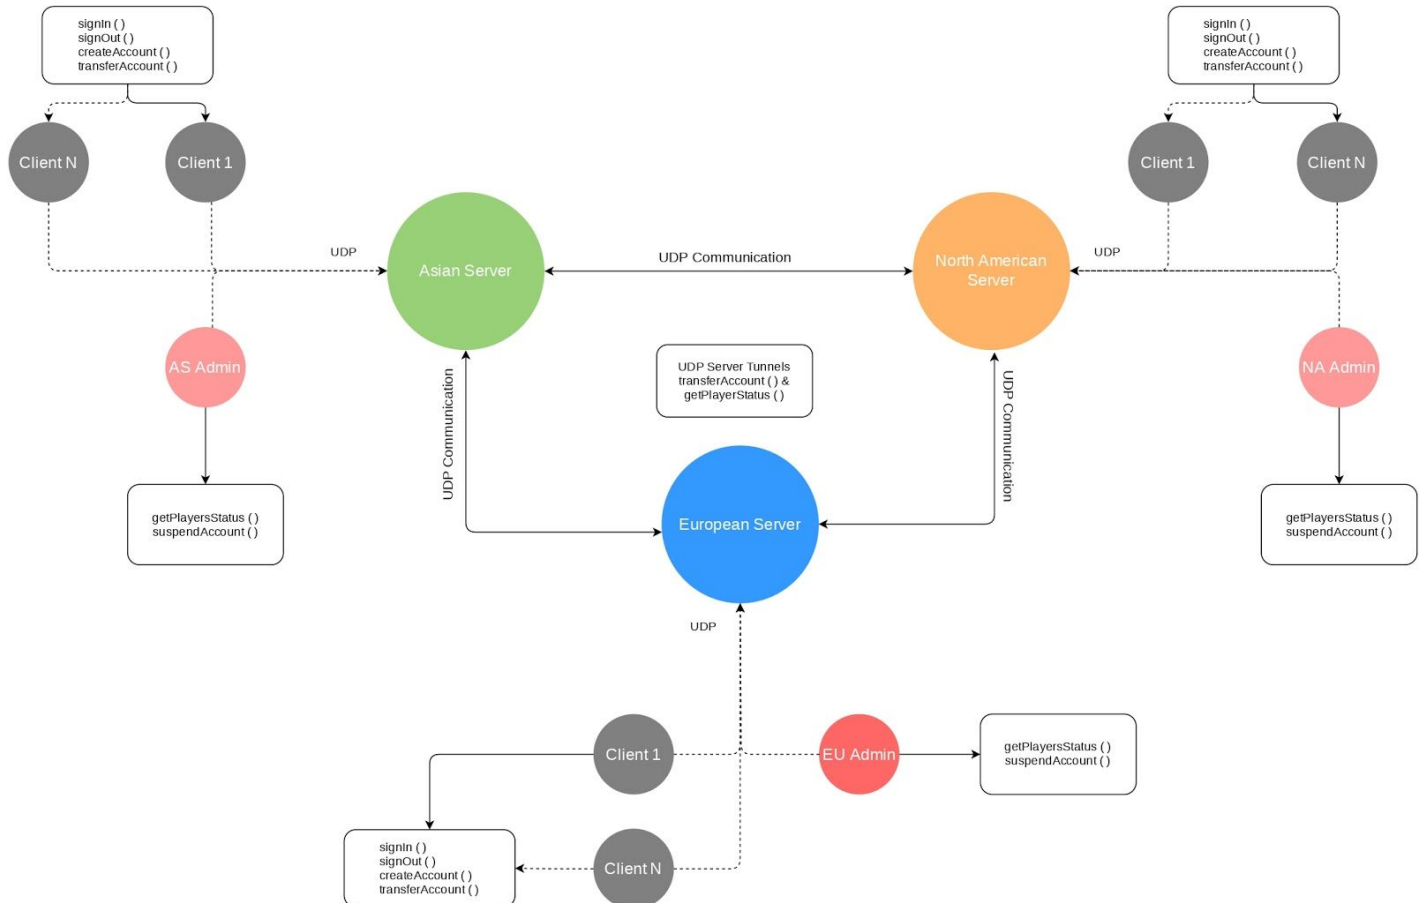 signIn ( )
signOut ( )
createAccount ( )
transferAccount ( )
signIn ( )
signOut ( )
createAccount ( )
transferAccount ( )
Client N
Client 1
Client 1
Client N
UDP
UDP Communication
UDP
Asian Server
North American
Server
AS Admin
UDP Communication
UDP Server Tunnels
transferAccount ( ) &
getPlayerStatus ( )
UDP Communication
NA Admin
getPlayersStatus ( )
suspendAccount ( )
European Server
getPlayersStatus ( )
suspendAccount ( )
UDP
Client 1
EU Admin
getPlayersStatus ( )
suspendAccount ( )
signIn ( )
signOut ( )
createAccount ( )
transferAccount ( )
Client N